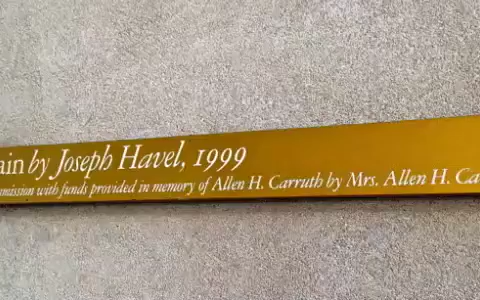 ain by Joseph Havel, 1999
mission with funds provided in memory of Allen H. Carruth by Mrs. Allen H. Ca